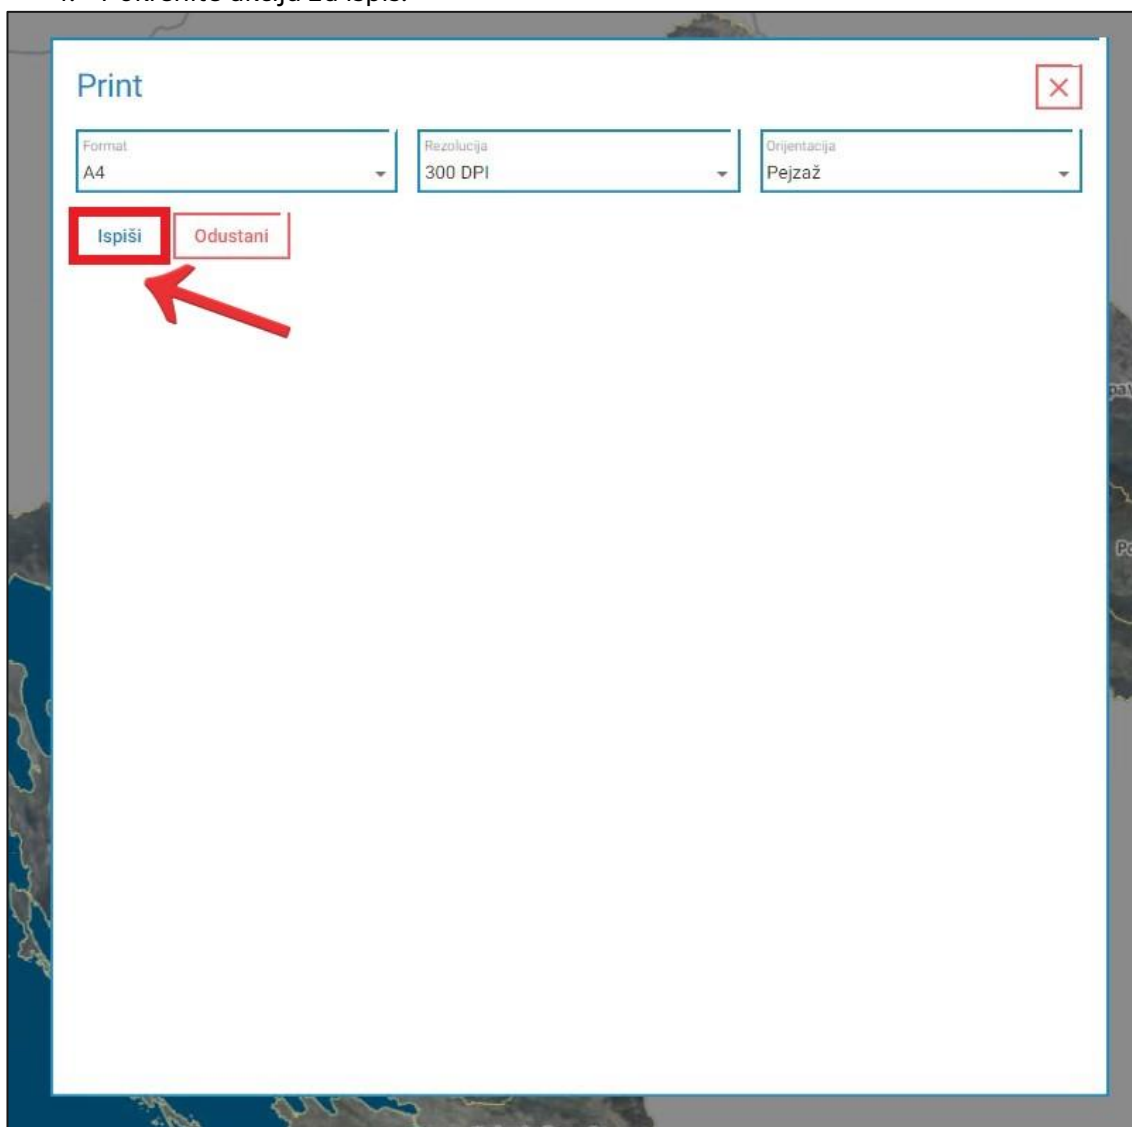 Print
Format
Rezolucija
Orijentacija
A4
300 DPI
Pejzaž
Ispiši
Odustani